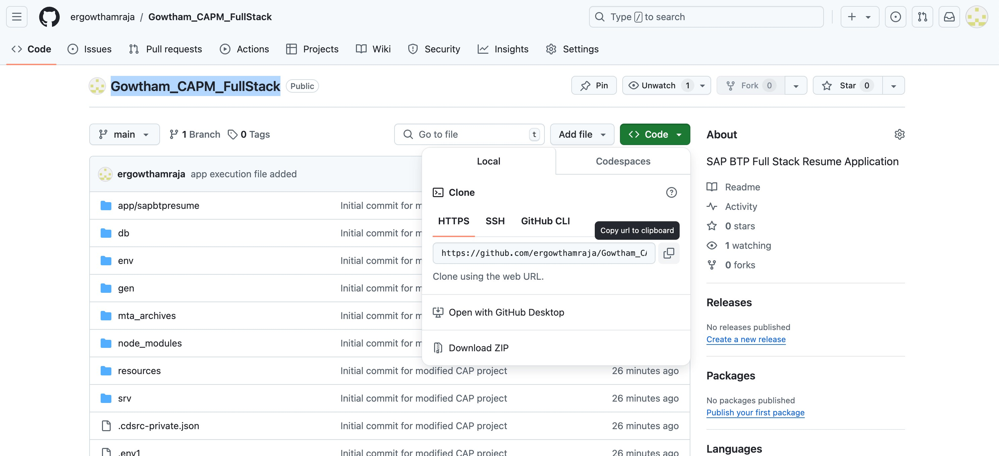 ergowthamraja / Gowtham_CAPM_FullStack
Type / to search
Code Issues Pull requests Actions Projects Wiki Security Insights Settings
Gowtham_CAPM_FullStack Public
Pin Unwatch 1 Fork 0 Star 0
main 1 Branch 0 Tags Go to file t Add file Code
About
SAP BTP Full Stack Resume Application
Readme
Activity
0 stars
1 watching
0 forks
Releases
No releases published
Create a new release
Packages
No packages published
Publish your first package
Languages
Local Codespaces
Clone
HTTPS SSH GitHub CLI
Copy url to clipboard
https://github.com/ergowthamraja/Gowtham_CA
Clone using the web URL.
Open with GitHub Desktop
Download ZIP
ergowthamraja app execution file added
app/sapbtpresume Initial commit for m
db Initial commit for m
env Initial commit for m
gen Initial commit for m
mta_archives Initial commit for m
node_modules Initial commit for m
resources Initial commit for modified CAP project 26 minutes ago
srv Initial commit for modified CAP project 26 minutes ago
.cdsrc-private.json Initial commit for modified CAP project 26 minutes ago
.env1 Initial commit for modified CAP project 26 minutes ago